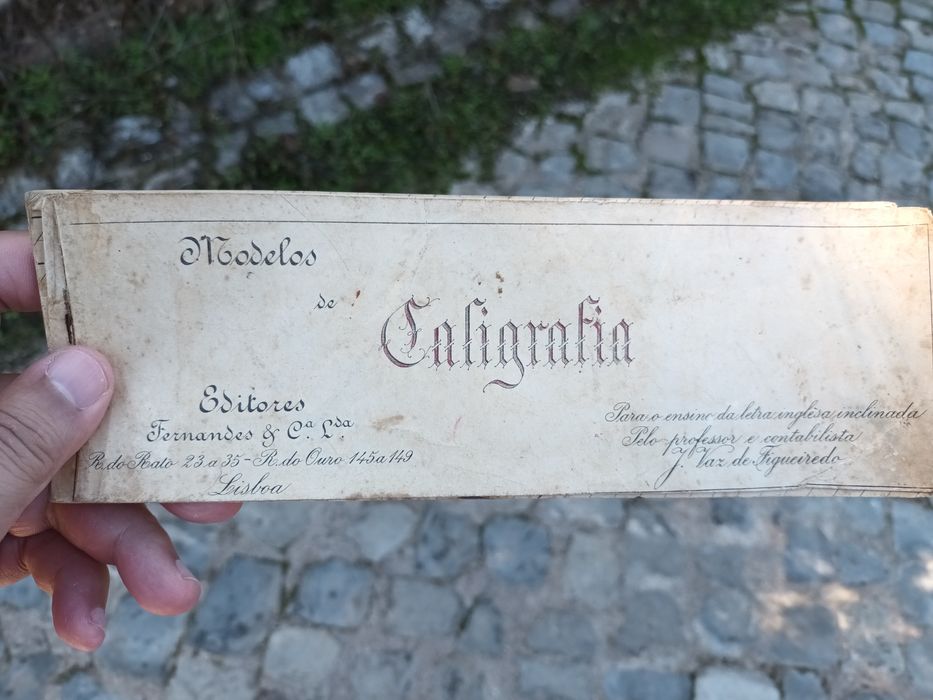 Modelos
de
Caligrafia
Editores
Fernandes & Cª. Lᵈᵃ
R. do Rato 23 a 35 - R. do Ouro 145 a 149
Lisboa
Para o ensino da letra inglêsa inclinada
Pelo professor e contabilista
J. Vaz de Figueiredo